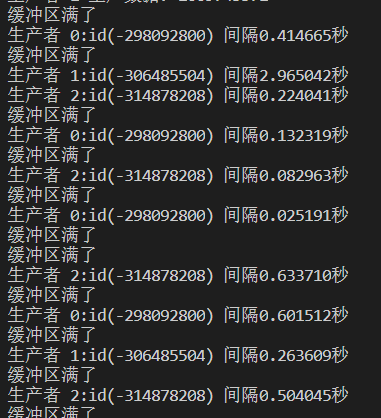 缓冲区满了
生产者 0:id(-298092800) 间隔0.414665秒
缓冲区满了
生产者 1:id(-306485504) 间隔2.965042秒
生产者 2:id(-314878208) 间隔0.224041秒
缓冲区满了
生产者 0:id(-298092800) 间隔0.132319秒
缓冲区满了
生产者 2:id(-314878208) 间隔0.082963秒
缓冲区满了
生产者 0:id(-298092800) 间隔0.025191秒
缓冲区满了
缓冲区满了
生产者 2:id(-314878208) 间隔0.633710秒
缓冲区满了
生产者 0:id(-298092800) 间隔0.601512秒
缓冲区满了
生产者 1:id(-306485504) 间隔0.263609秒
缓冲区满了
生产者 2:id(-314878208) 间隔0.504045秒
缓冲区满了